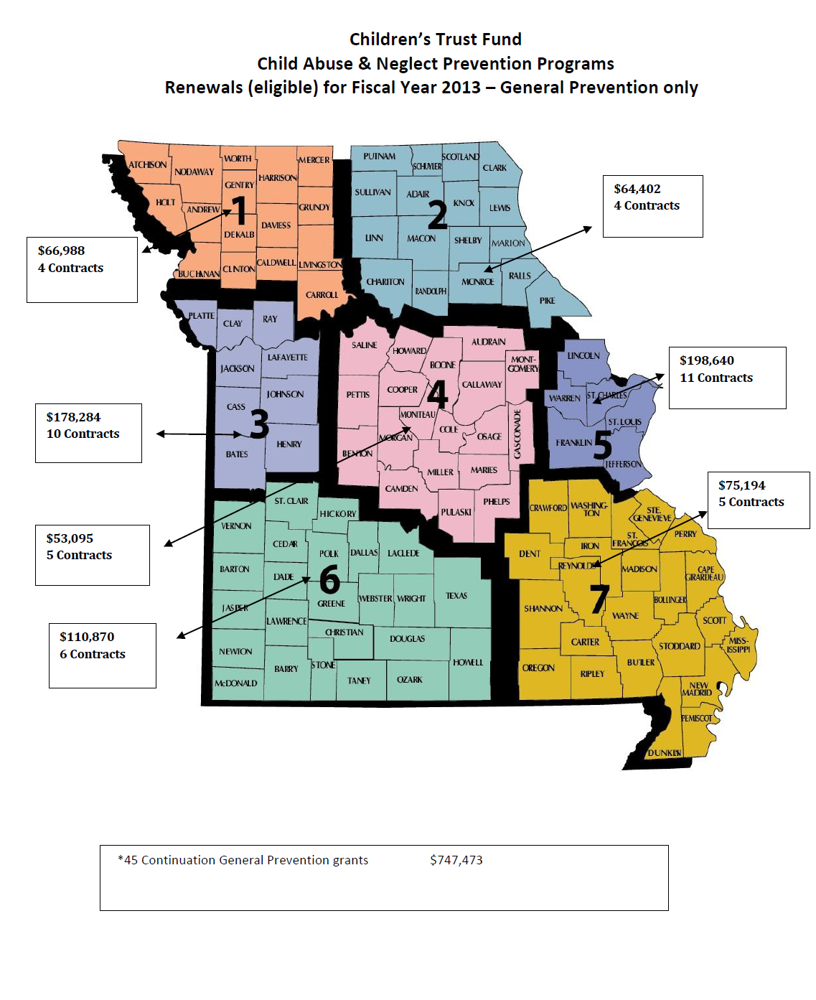 Children's Trust Fund
Child Abuse & Neglect Prevention Programs
Renewals (eligible) for Fiscal Year 2013 – General Prevention only
ATCHISON
NODAWAY
WORTH
MERCER
HARRISON
GENTRY
HOLT
ANDREW
1
GRUNDY
DEKALB
DAVIESS
BUCHANAN
CLINTON
CALDWELL
LIVINGSTON
CARROLL
$66,988
4 Contracts
PUTNAM
SCHUYLER
SCOTLAND
CLARK
SULLIVAN
ADAIR
KNOX
LEWIS
2
LINN
MACON
SHELBY
MARION
CHARITON
RANDOLPH
MONROE
RALLS
PIKE
$64,402
4 Contracts
PLATTE
CLAY
RAY
JACKSON
LAFAYETTE
CASS
JOHNSON
3
BATES
HENRY
$178,284
10 Contracts
SALINE
HOWARD
AUDRAIN
BOONE
MONT-
GOMERY
PETTIS
COOPER
4
CALLAWAY
MONITEAU
MORGAN
COLE
OSAGE
GASCONADE
BENTON
MILLER
MARIES
CAMDEN
PULASKI
PHELPS
$53,095
5 Contracts
LINCOLN
WARREN
ST. CHARLES
ST. LOUIS
FRANKLIN
5
JEFFERSON
$198,640
11 Contracts
ST. CLAIR
HICKORY
VERNON
CEDAR
POLK
DALLAS
LACLEDE
BARTON
DADE
6
GREENE
WEBSTER
WRIGHT
TEXAS
JASPER
LAWRENCE
CHRISTIAN
DOUGLAS
NEWTON
BARRY
STONE
HOWELL
McDONALD
TANEY
OZARK
$110,870
6 Contracts
CRAWFORD
WASHING-
TON
STE.
GENEVIEVE
ST.
FRANCOIS
PERRY
DENT
IRON
REYNOLDS
MADISON
CAPE
GIRARDEAU
SHANNON
7
BOLLINGER
WAYNE
SCOTT
CARTER
STODDARD
MISS-
ISSIPPI
OREGON
RIPLEY
BUTLER
NEW
MADRID
PEMISCOT
DUNKLIN
$75,194
5 Contracts
*45 Continuation General Prevention grants $747,473